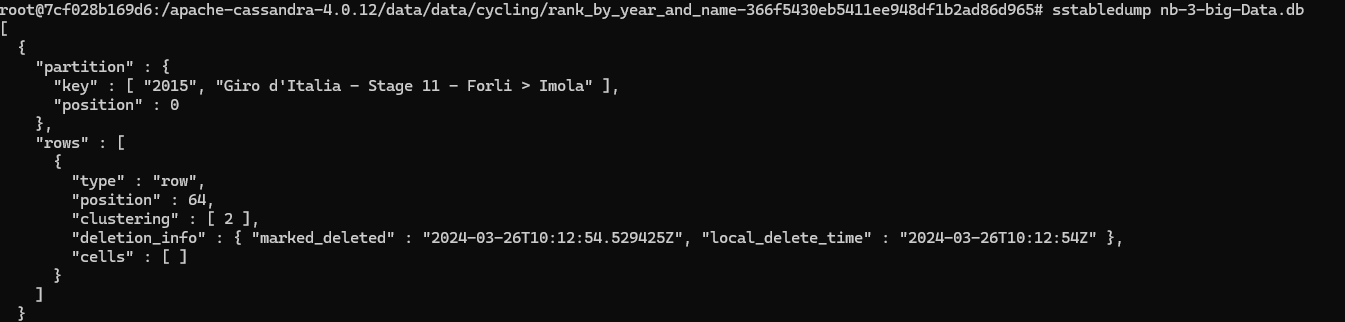 root@7cf028b169d6:/apache-cassandra-4.0.12/data/data/cycling/rank_by_year_and_name-366f5430eb5411ee948df1b2ad86d965# sstabledump nb-3-big-Data.db
[
  {
    "partition" : {
      "key" : [ "2015", "Giro d'Italia - Stage 11 - Forli > Imola" ],
      "position" : 0
    },
    "rows" : [
      {
        "type" : "row",
        "position" : 64,
        "clustering" : [ 2 ],
        "deletion_info" : { "marked_deleted" : "2024-03-26T10:12:54.529425Z", "local_delete_time" : "2024-03-26T10:12:54Z" },
        "cells" : [ ]
      }
    ]
  }